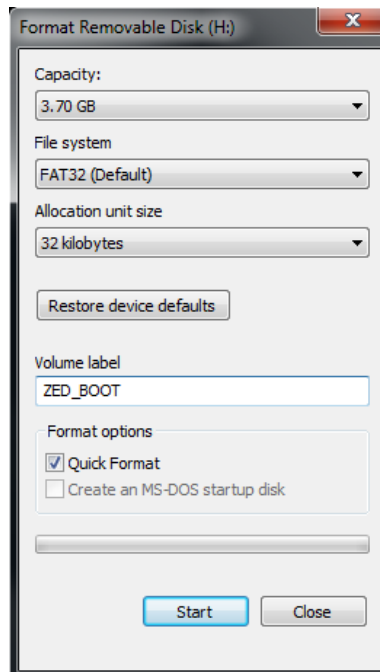 Format Removable Disk (H:)
Capacity:
3.70 GB
File system
FAT32 (Default)
Allocation unit size
32 kilobytes
Restore device defaults
Volume label
ZED_BOOT
Format options
Quick Format
Create an MS-DOS startup disk
Start Close